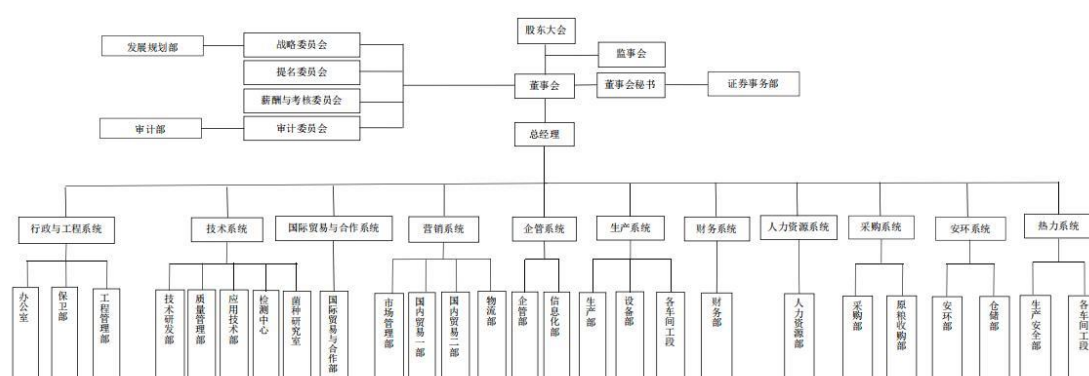 股东大会
发展规划部
战略委员会
监事会
提名委员会
董事会
董事会秘书
证券事务部
薪酬与考核委员会
审计部
审计委员会
总经理
行政与工程系统
技术系统
国际贸易与合作系统
营销系统
企管系统
生产系统
财务系统
人力资源系统
采购系统
安环系统
热力系统
办公室
保卫部
工程管理部
技术研发部
质量管理部
应用技术部
检测中心
菌种研究室
国际贸易与合作部
市场管理部
国内贸易一部
国内贸易二部
物流部
企管部
信息化部
生产部
设备部
各车间工段
财务部
人力资源部
采购部
原粮收购部
安环部
仓储部
生产安全部
各车间工段